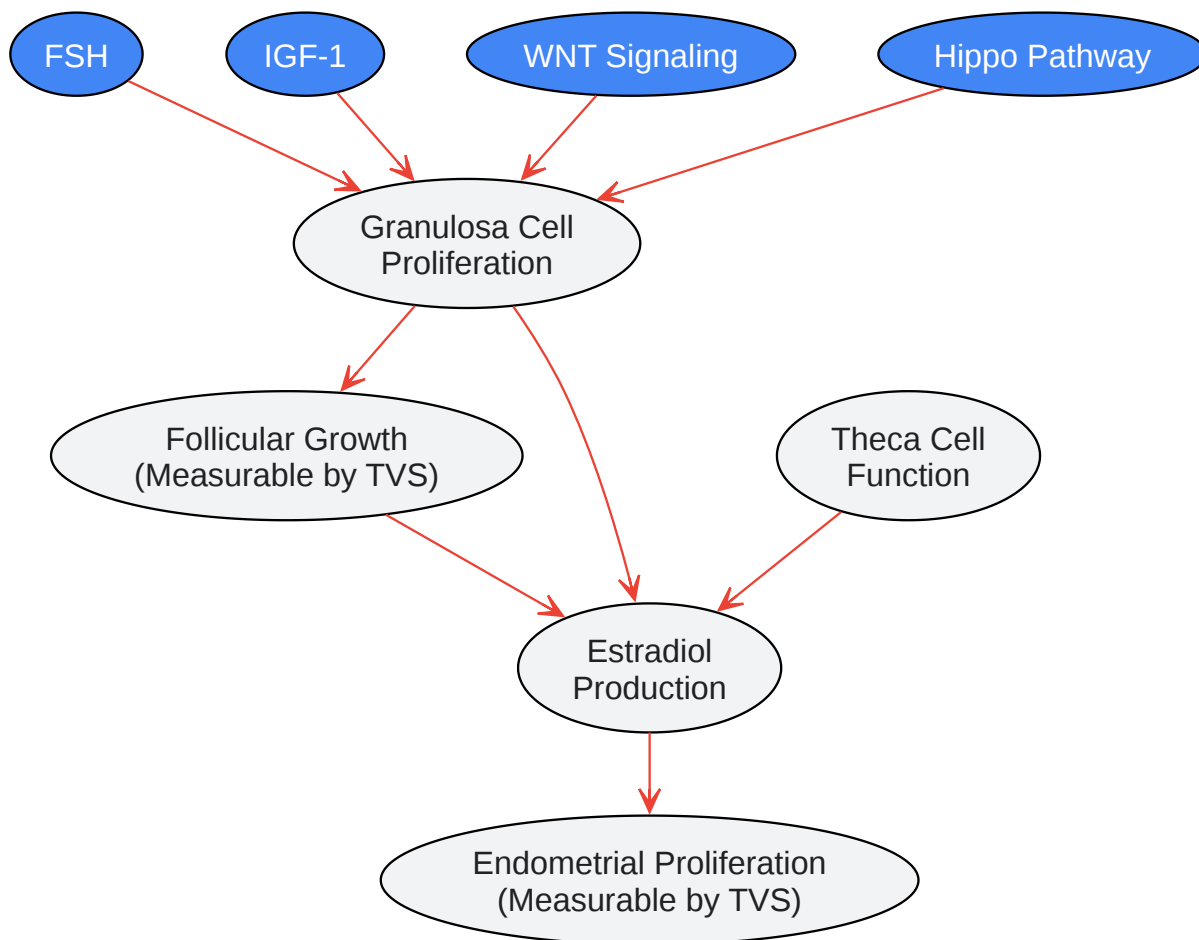 FSH
IGF-1
WNT Signaling
Hippo Pathway
Granulosa Cell
Proliferation
Follicular Growth
(Measurable by TVS)
Theca Cell
Function
Estradiol
Production
Endometrial Proliferation
(Measurable by TVS)